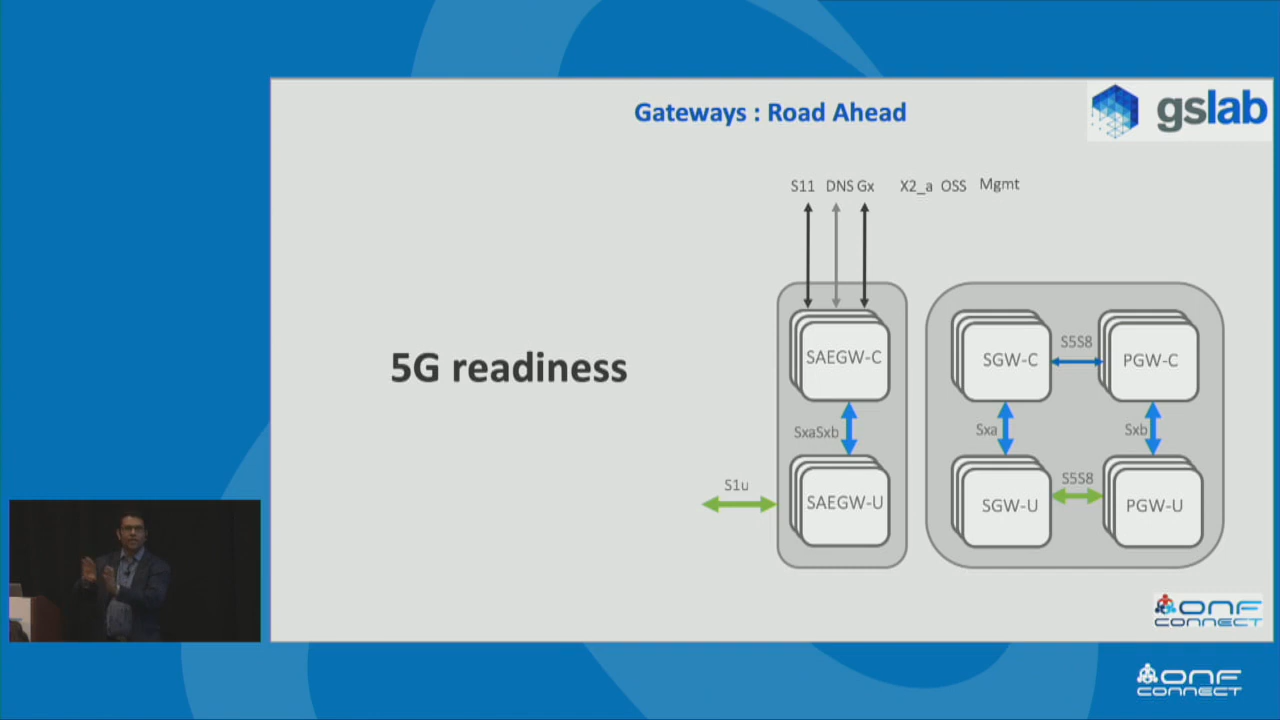 Gateways : Road Ahead
gslab
S11 DNS Gx X2_a OSS Mgmt
5G readiness
SAEGW-C
SGW-C
S5S8
PGW-C
SxaSxb
Sxa
Sxb
S1u
SAEGW-U
SGW-U
S5S8
PGW-U
ONF
CONNECT
ONF
CONNECT